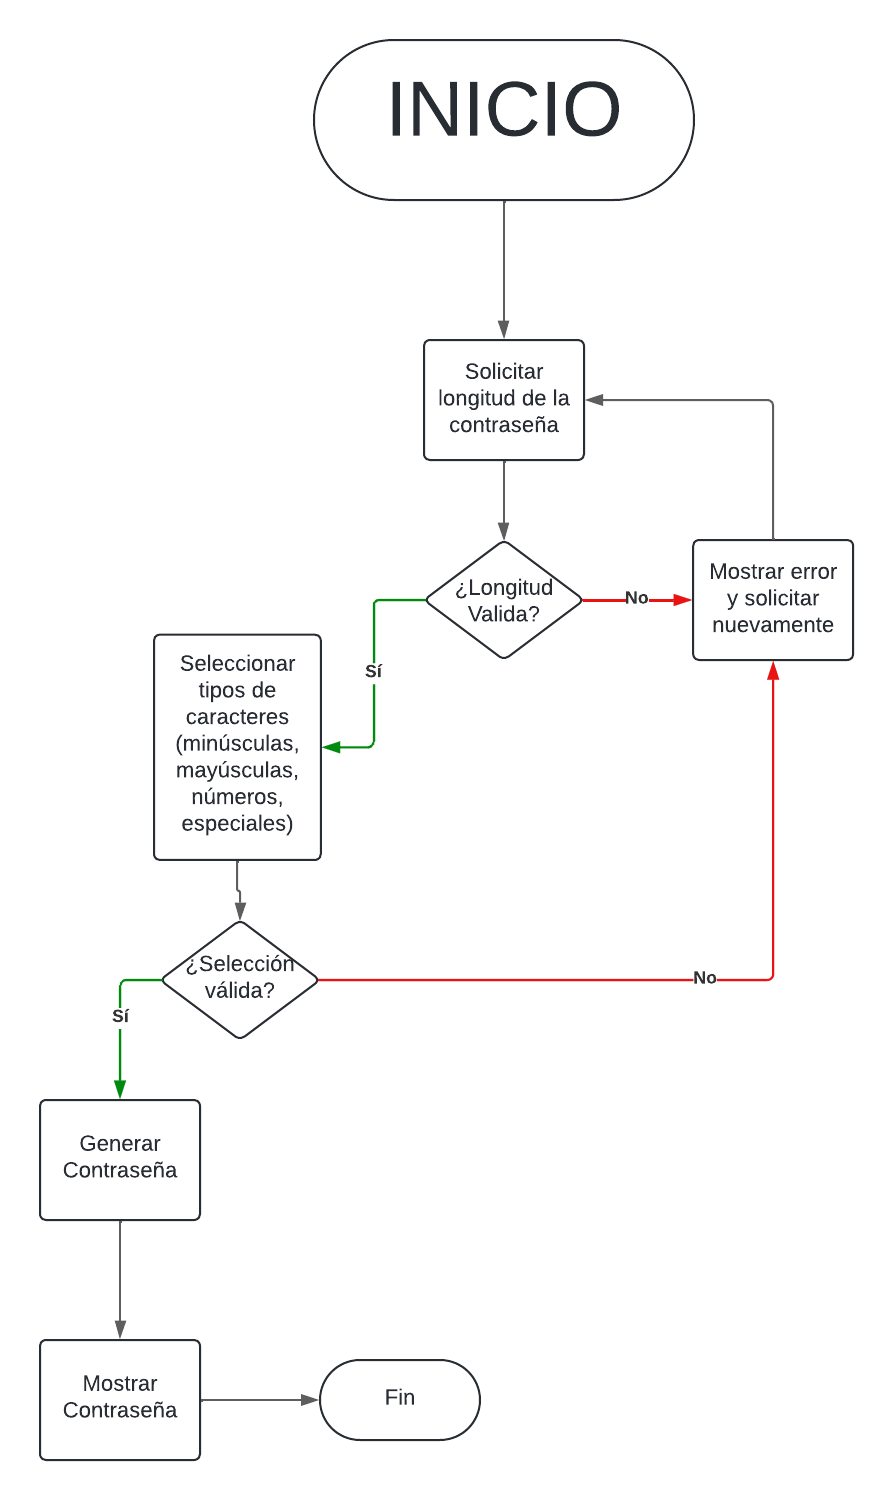 INICIO
Solicitar
longitud de la
contraseña
¿Longitud
Valida?
No
Mostrar error
y solicitar
nuevamente
Sí
Seleccionar
tipos de
caracteres
(minúsculas,
mayúsculas,
números,
especiales)
¿Selección
válida?
No
Sí
Generar
Contraseña
Mostrar
Contraseña
Fin